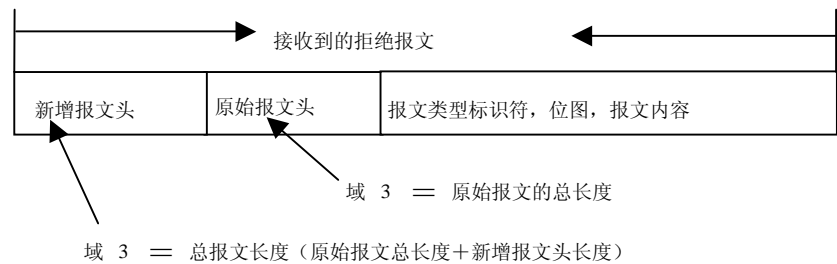 接收到的拒绝报文
新增报文头 原始报文头 报文类型标识符，位图，报文内容
域 3 ＝ 原始报文的总长度
域 3 ＝ 总报文长度（原始报文总长度＋新增报文头长度）